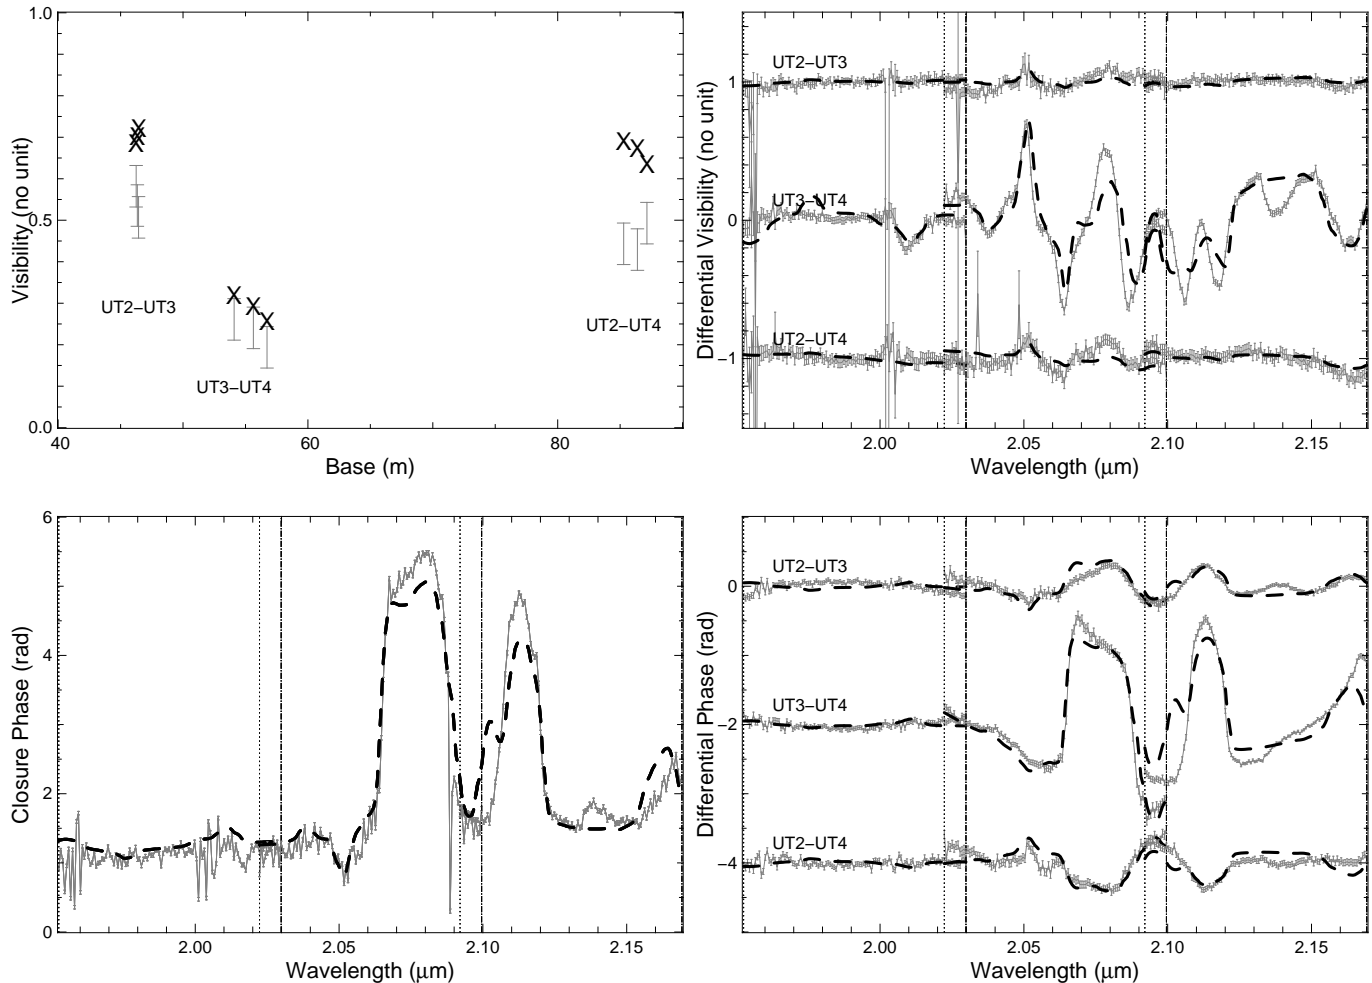 Visibility (no unit)
1.0
0.5
0.0
40
60
80
Base (m)
UT2−UT3
UT3−UT4
UT2−UT4
X X X
X X X
X X X
Differential Visibility (no unit)
1
0
−1
2.00
2.05
2.10
2.15
Wavelength (μm)
UT2−UT3
UT3−UT4
UT2−UT4
Closure Phase (rad)
6
4
2
0
2.00
2.05
2.10
2.15
Wavelength (μm)
Differential Phase (rad)
0
−2
−4
2.00
2.05
2.10
2.15
Wavelength (μm)
UT2−UT3
UT3−UT4
UT2−UT4